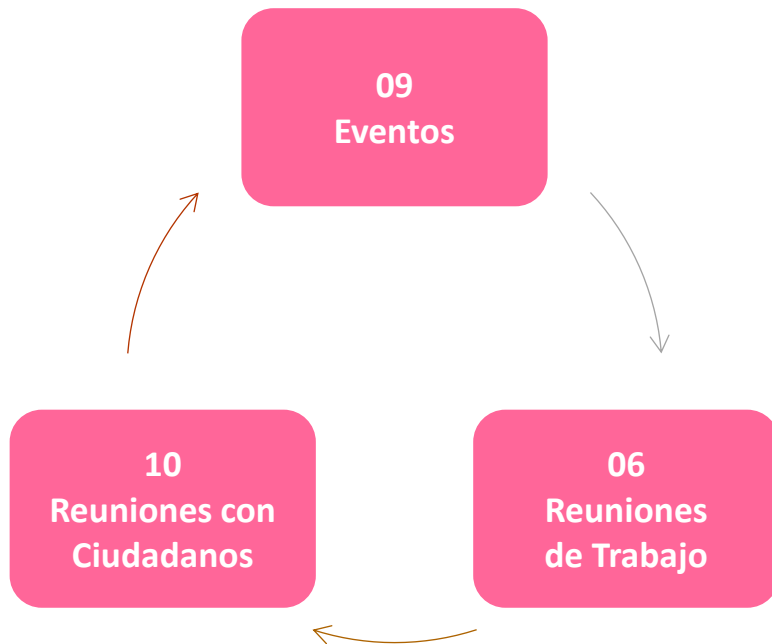 09
Eventos
06
Reuniones
de Trabajo
10
Reuniones con
Ciudadanos